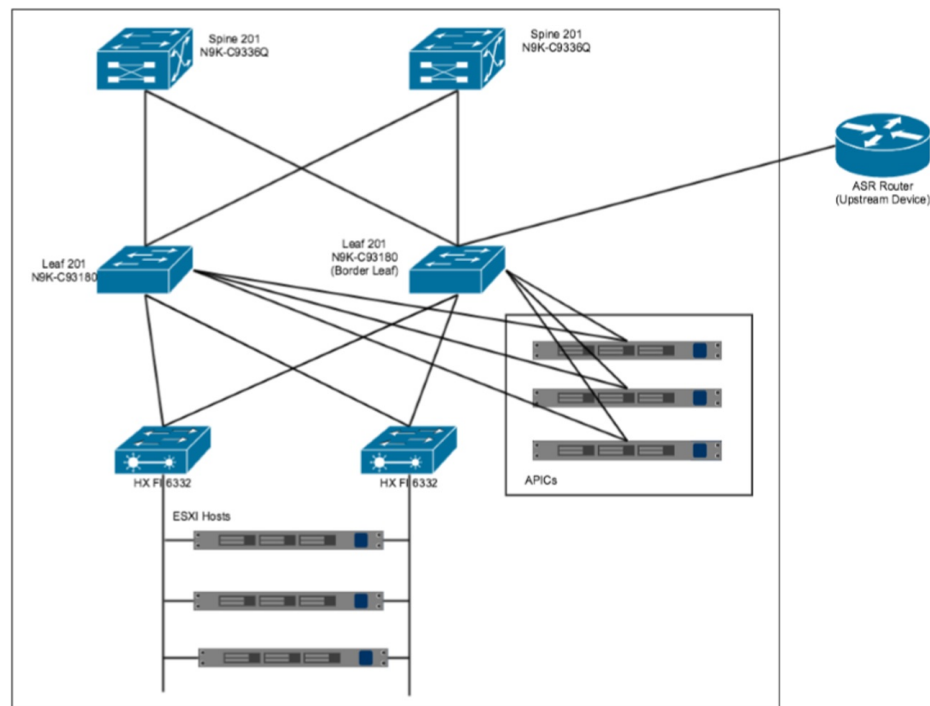 Spine 201
N9K-C9336Q
Spine 201
N9K-C9336Q
ASR Router
(Upstream Device)
Leaf 201
N9K-C93180
Leaf 201
N9K-C93180
(Border Leaf)
HX FI 6332
HX FI 6332
APICs
ESXI Hosts